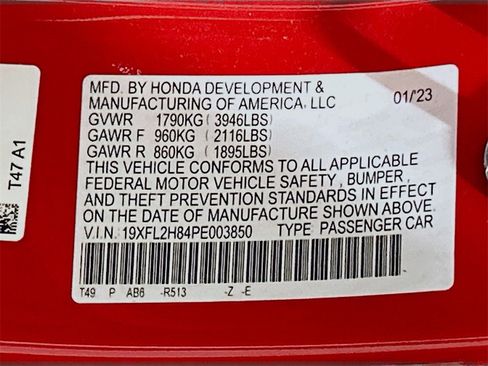 MFD. BY HONDA DEVELOPMENT &
MANUFACTURING OF AMERICA, LLC 01/'23
GVWR 1790KG (3946LBS)
GAWR F 960KG (2116LBS)
GAWR R 860KG (1895LBS)
THIS VEHICLE CONFORMS TO ALL APPLICABLE
FEDERAL MOTOR VEHICLE SAFETY, BUMPER,
AND THEFT PREVENTION STANDARDS IN EFFECT
ON THE DATE OF MANUFACTURE SHOWN ABOVE.
V.I.N. 19XFL2H84PE003850 TYPE PASSENGER CAR
T49 P AB6 -R513 -Z -E
T47 A1